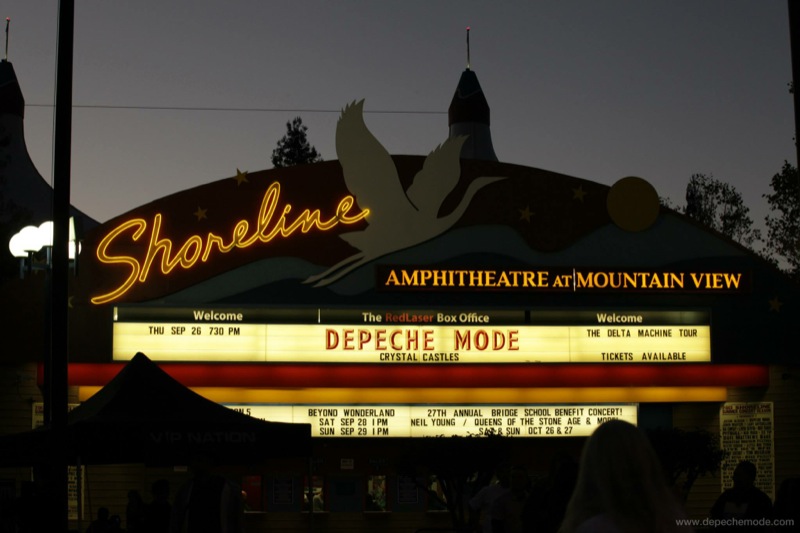 Shoreline
AMPHITHEATRE AT MOUNTAIN VIEW
Welcome
The RedLaser Box Office
Welcome
THU SEP 26 730 PM
DEPECHE MODE
CRYSTAL CASTLES
THE DELTA MACHINE TOUR
TICKETS AVAILABLE
BEYOND WONDERLAND
SAT SEP 28 1 PM
SUN SEP 29 1 PM
27TH ANNUAL BRIDGE SCHOOL BENEFIT CONCERT!
NEIL YOUNG / QUEENS OF THE STONE AGE & MORE
SAT & SUN OCT 26 & 27
VIP NATION
www.depechemode.com